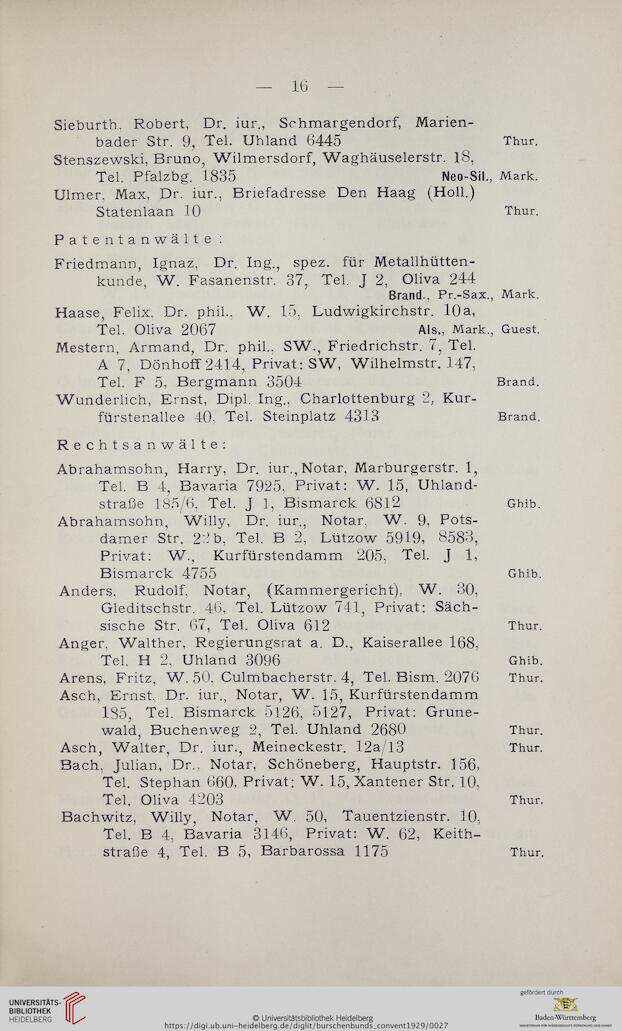 — 16 —
Sieburth, Robert, Dr. iur., Schmargendorf, Marien-
bader Str. 9, Tel. Uhland 6445 Thur.
Stenszewski, Bruno, Wilmersdorf, Waghäuselerstr. 18,
Tel. Pfalzbg. 1835 Neo-Sil., Mark.
Ulmer, Max, Dr. iur., Briefadresse Den Haag (Holl.)
Statenlaan 10 Thur.
Patentanwälte:
Friedmann, Ignaz, Dr. Ing., spez. für Metallhütten-
kunde, W. Fasanenstr. 37, Tel. J 2, Oliva 244
Brand., Pr.-Sax., Mark.
Haase, Felix, Dr. phil., W. 15, Ludwigkirchstr. 10a,
Tel. Oliva 2067 Als., Mark., Guest.
Mestern, Armand, Dr. phil., SW., Friedrichstr. 7, Tel.
A 7, Dönhoff 2414, Privat: SW, Wilhelmstr. 147,
Tel. F 5, Bergmann 3504 Brand.
Wunderlich, Ernst, Dipl. Ing., Charlottenburg 2, Kur-
fürstenallee 40, Tel. Steinplatz 4313 Brand.
Rechtsanwälte:
Abrahamsohn, Harry, Dr. iur., Notar, Marburgerstr. 1,
Tel. B 4, Bavaria 7925, Privat: W. 15, Uhland-
straße 185/6, Tel. J 1, Bismarck 6812 Ghib.
Abrahamsohn, Willy, Dr. iur., Notar, W. 9, Pots-
damer Str. 22b, Tel. B 2, Lützow 5919, 8583,
Privat: W., Kurfürstendamm 205, Tel. J 1,
Bismarck 4755 Ghib.
Anders, Rudolf. Notar, (Kammergericht), W. 30,
Gleditschstr. 46, Tel. Lützow 741, Privat: Säch-
sische Str. 67, Tel. Oliva 612 Thur.
Anger, Walther, Regierungsrat a. D., Kaiserallee 168,
Tel. H 2, Uhland 3096 Ghib.
Arens, Fritz, W. 50, Culmbacherstr. 4, Tel. Bism. 2076 Thur.
Asch, Ernst, Dr. iur., Notar, W. 15, Kurfürstendamm
185, Tel. Bismarck 5126, 5127, Privat: Grune-
wald, Buchenweg 2, Tel. Uhland 2680 Thur.
Asch, Walter, Dr. iur., Meineckestr. 12a/13 Thur.
Bach, Julian, Dr., Notar, Schöneberg, Hauptstr. 156,
Tel. Stephan 660, Privat: W. 15, Xantener Str. 10,
Tel. Oliva 4203 Thur.
Bachwitz, Willy, Notar, W. 50, Tauentzienstr. 10,
Tel. B 4, Bavaria 3146, Privat: W. 62, Keith-
straße 4, Tel. B 5, Barbarossa 1175 Thur.
UNIVERSITÄTS-
BIBLIOTHEK
HEIDELBERG
© Universitätsbibliothek Heidelberg
https://digi.ub.uni-heidelberg.de/diglit/burschenbunds_convent1929/0027
gefördert durch
Baden-Württemberg
MINISTERIUM FÜR WISSENSCHAFT, FORSCHUNG UND KUNST